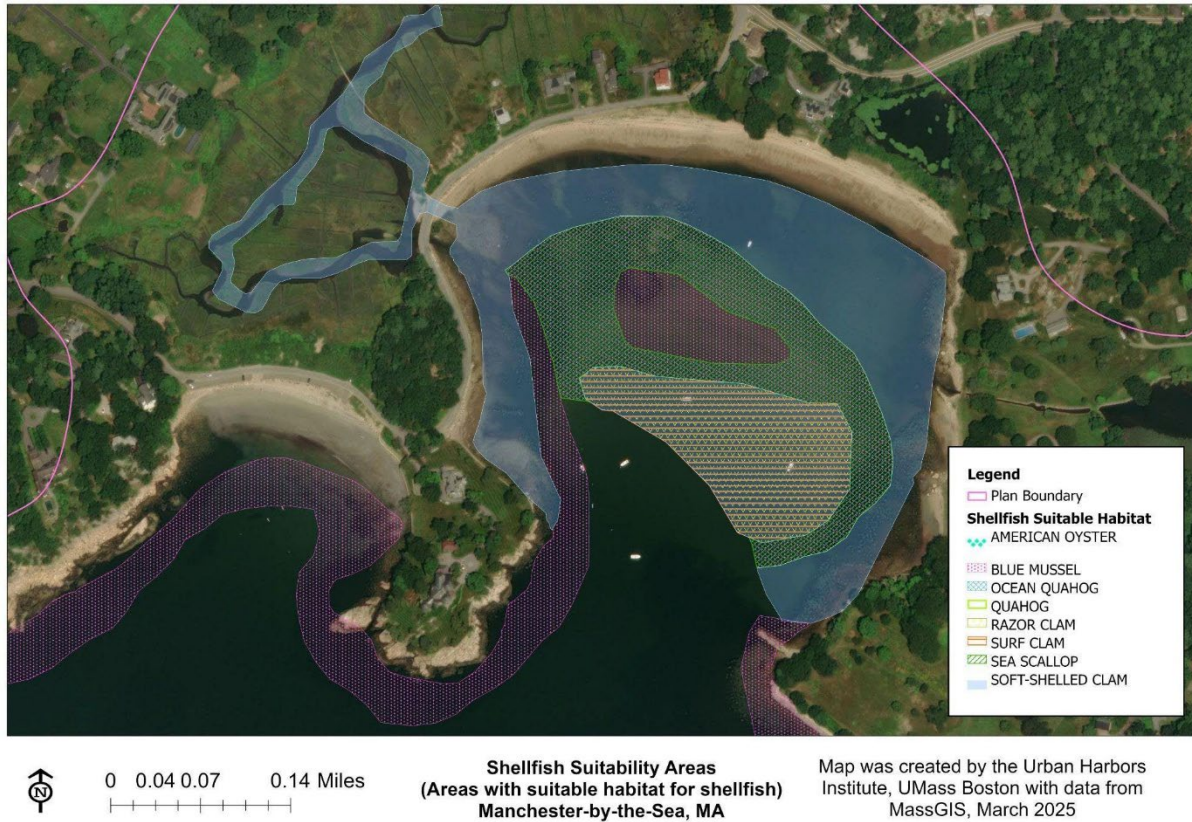 Legend
Plan Boundary
Shellfish Suitable Habitat
AMERICAN OYSTER
BLUE MUSSEL
OCEAN QUAHOG
QUAHOG
RAZOR CLAM
SURF CLAM
SEA SCALLOP
SOFT-SHELLED CLAM
N
0 0.04 0.07 0.14 Miles
Shellfish Suitability Areas
(Areas with suitable habitat for shellfish)
Manchester-by-the-Sea, MA
Map was created by the Urban Harbors
Institute, UMass Boston with data from
MassGIS, March 2025